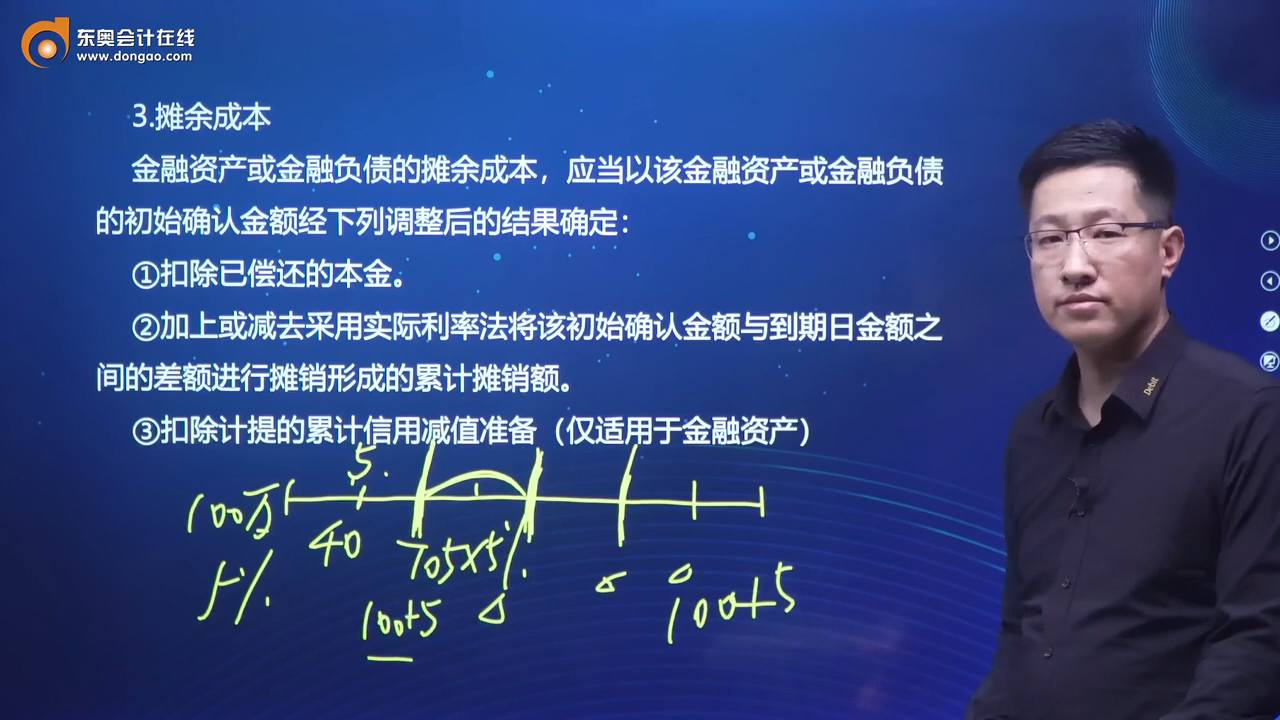 东奥会计在线
www.dongao.com
3.摊余成本
金融资产或金融负债的摊余成本，应当以该金融资产或金融负债
的初始确认金额经下列调整后的结果确定：
①扣除已偿还的本金。
②加上或减去采用实际利率法将该初始确认金额与到期日金额之
间的差额进行摊销形成的累计摊销额。
③扣除计提的累计信用减值准备（仅适用于金融资产）
5.
100万
40
105×5%.
5%.
100+5
100+5
Debit